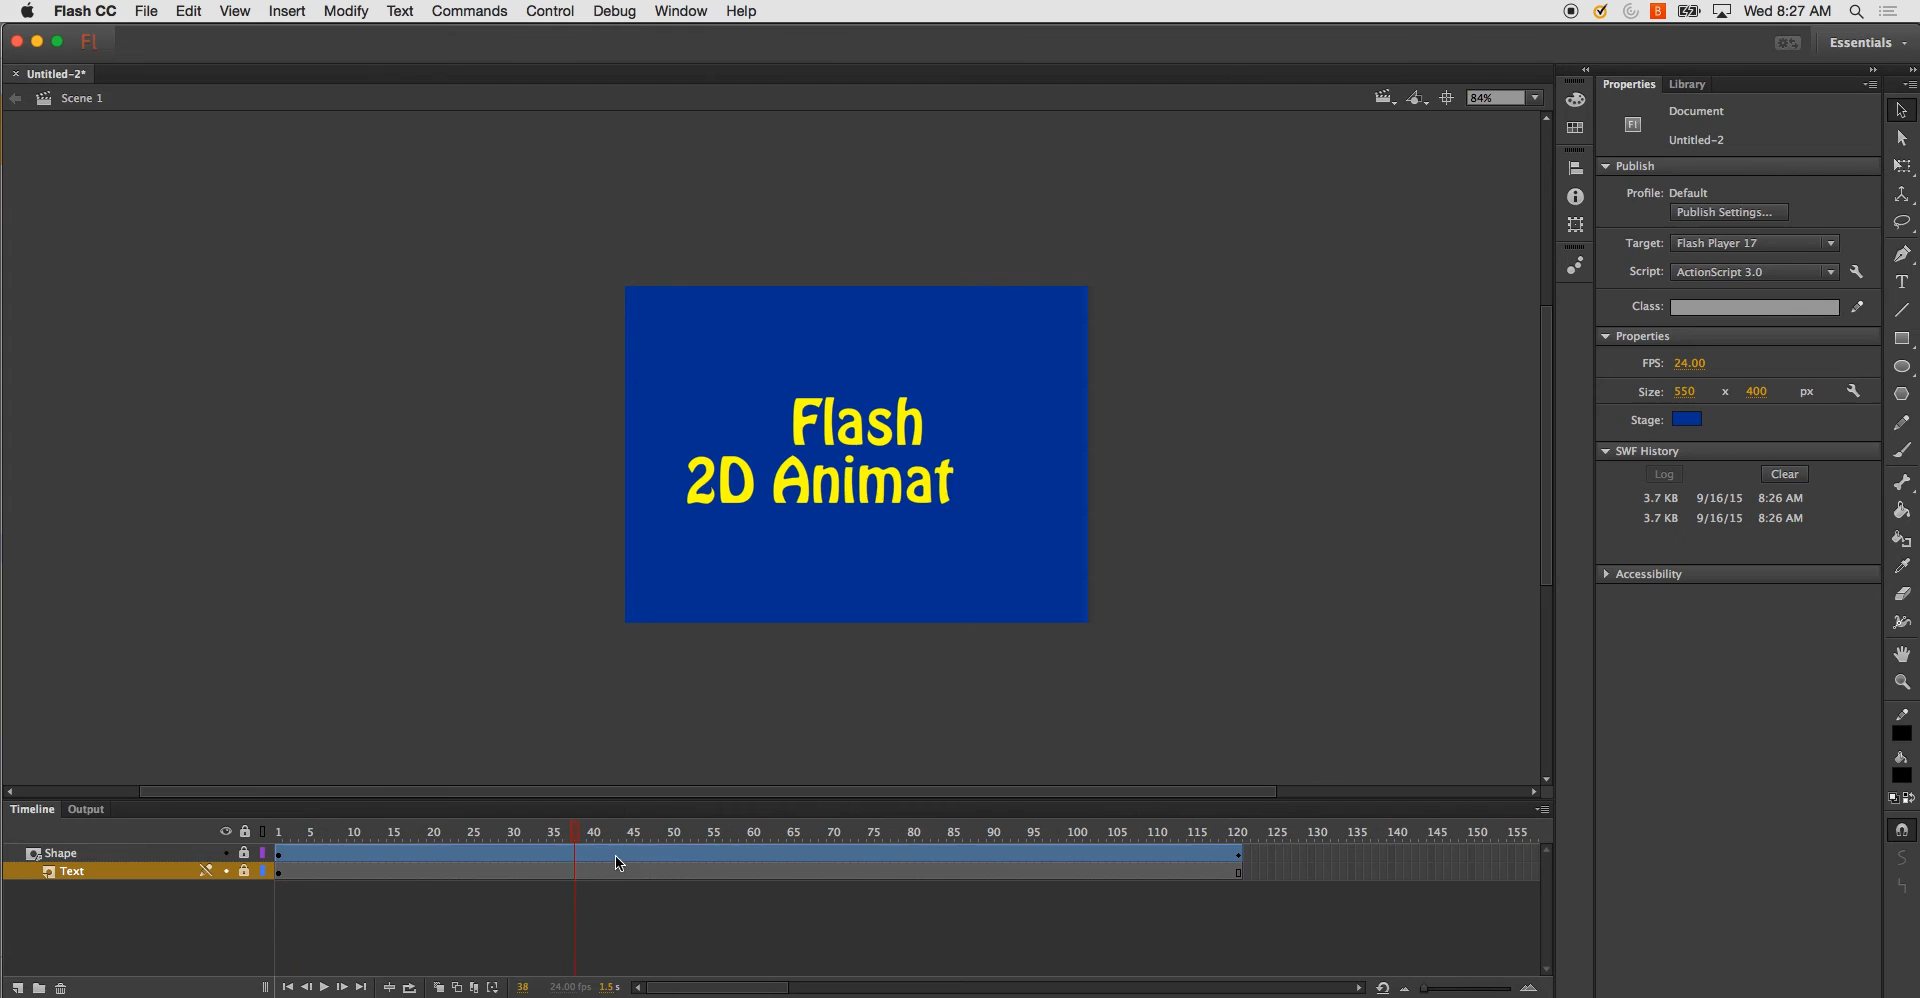 Flash CC File Edit View Insert Modify Text Commands Control Debug Window Help
B Wed 8:27 AM
Fl Essentials
× Untitled-2*
Scene 1 84%
Flash
2D Animat
Properties Library
Document
Fl
Untitled-2
Publish
Profile: Default
Publish Settings...
Target: Flash Player 17
Script: ActionScript 3.0
Class:
Properties
FPS: 24.00
Size: 550 x 400 px
Stage:
SWF History
Log Clear
3.7 KB 9/16/15 8:26 AM
3.7 KB 9/16/15 8:26 AM
Accessibility
T
Timeline Output
1 5 10 15 20 25 30 35 40 45 50 55 60 65 70 75 80 85 90 95 100 105 110 115 120 125 130 135 140 145 150 155
Shape
Text
38 24.00 fps 1.5 s